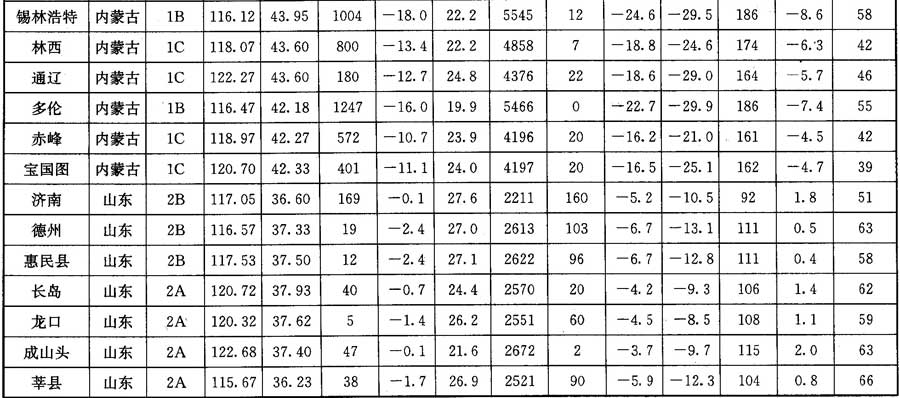 锡林浩特 内蒙古 1B 116.12 43.95 1004 −18.0 22.2 5545 12 −24.6 −29.5 186 −8.6 58
林西 内蒙古 1C 118.07 43.60 800 −13.4 22.2 4858 7 −18.8 −24.6 174 −6.3 42
通辽 内蒙古 1C 122.27 43.60 180 −12.7 24.8 4376 22 −18.6 −29.0 164 −5.7 46
多伦 内蒙古 1B 116.47 42.18 1247 −16.0 19.9 5466 0 −22.7 −29.9 186 −7.4 55
赤峰 内蒙古 1C 118.97 42.27 572 −10.7 23.9 4196 20 −16.2 −21.0 161 −4.5 42
宝国图 内蒙古 1C 120.70 42.33 401 −11.1 24.0 4197 20 −16.5 −25.1 162 −4.7 39
济南 山东 2B 117.05 36.60 169 −0.1 27.6 2211 160 −5.2 −10.5 92 1.8 51
德州 山东 2B 116.57 37.33 19 −2.4 27.0 2613 103 −6.7 −13.1 111 0.5 63
惠民县 山东 2B 117.53 37.50 12 −2.4 27.1 2622 96 −6.7 −12.8 111 0.4 58
长岛 山东 2A 120.72 37.93 40 −0.7 24.4 2570 20 −4.2 −9.3 106 1.4 62
龙口 山东 2A 120.32 37.62 5 −1.4 26.2 2551 60 −4.5 −8.5 108 1.1 59
成山头 山东 2A 122.68 37.40 47 −0.1 21.6 2672 2 −3.7 −9.7 115 2.0 63
莘县 山东 2A 115.67 36.23 38 −1.7 26.9 2521 90 −5.9 −12.3 104 0.8 66